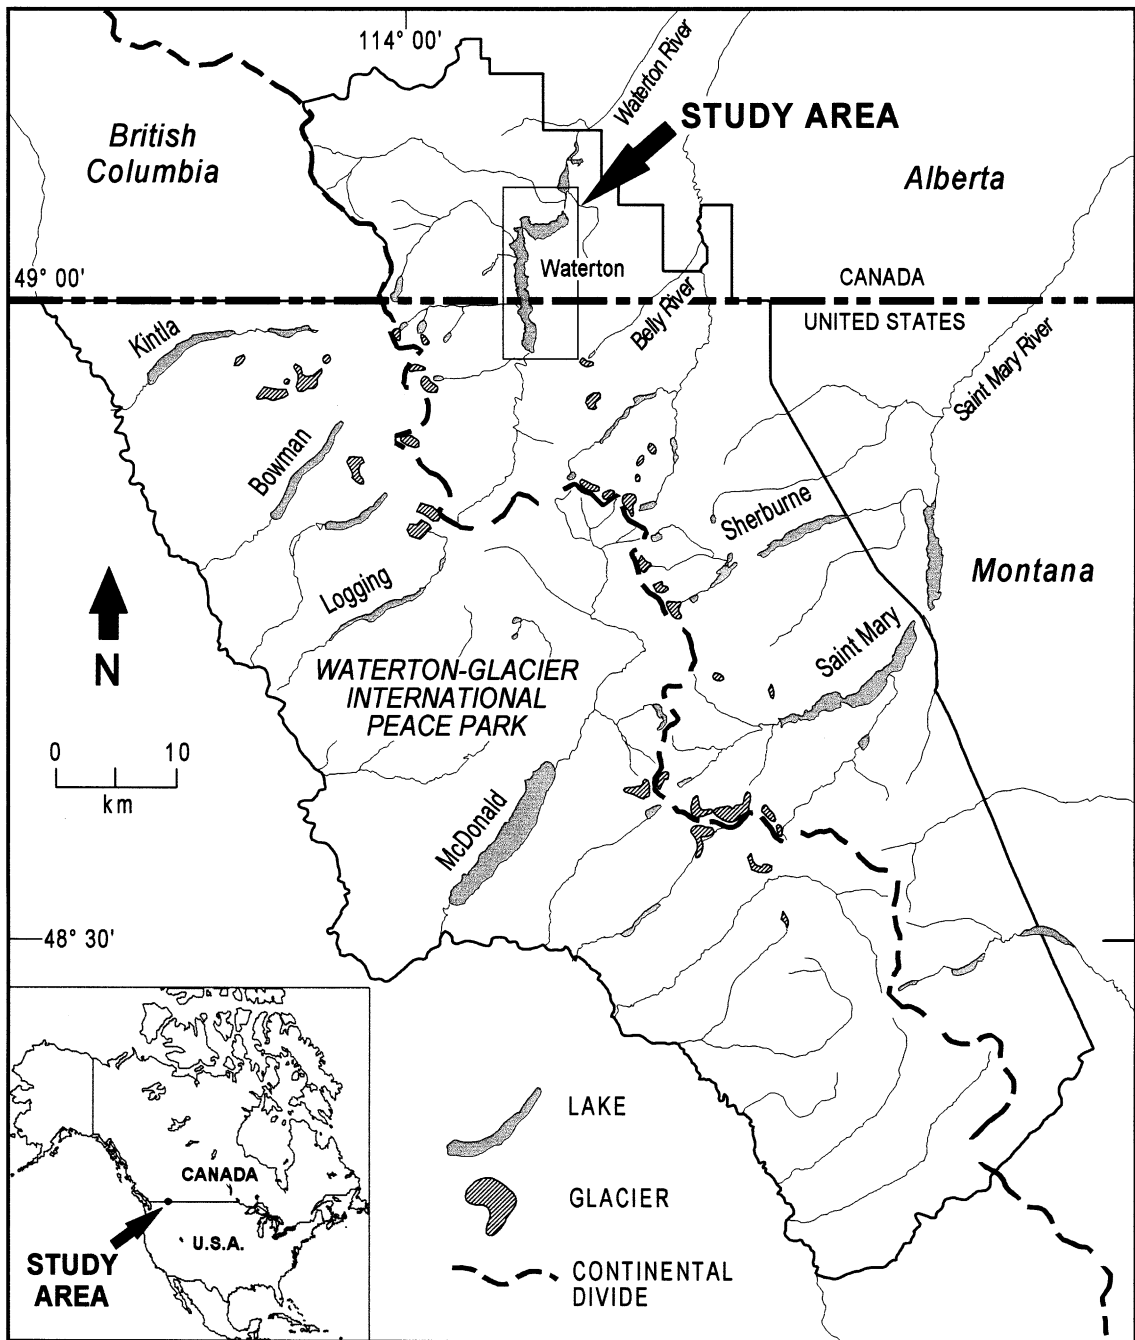 114° 00'
Waterton River
STUDY AREA
British
Columbia
Alberta
Waterton
49° 00'
CANADA
UNITED STATES
Belly River
Saint Mary River
Kintla
Bowman
Sherburne
Logging
Montana
N
Saint Mary
WATERTON-GLACIER
INTERNATIONAL
PEACE PARK
0 10
km
McDonald
48° 30'
LAKE
GLACIER
CONTINENTAL
DIVIDE
CANADA
U.S.A.
STUDY
AREA